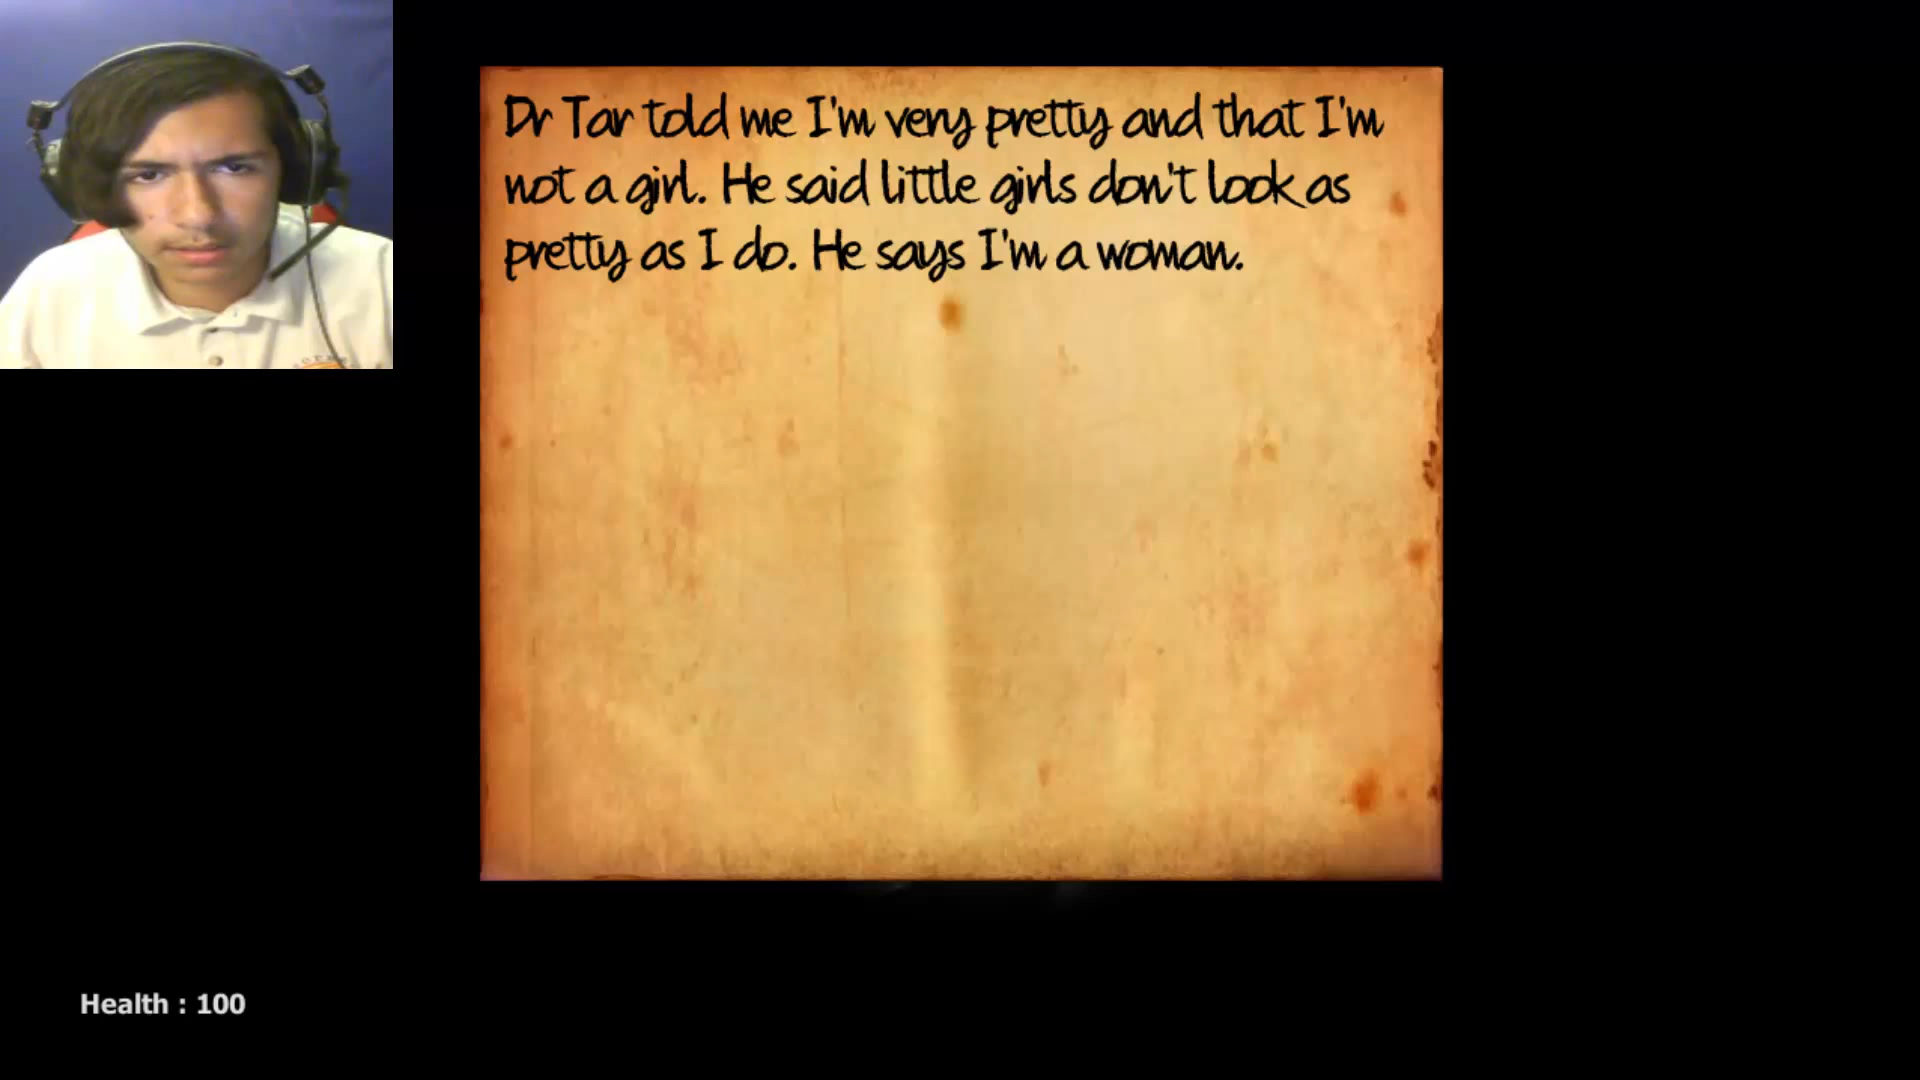 Dr Tar told me I'm very pretty and that I'm
not a girl. He said little girls don't look as
pretty as I do. He says I'm a woman.
Health : 100